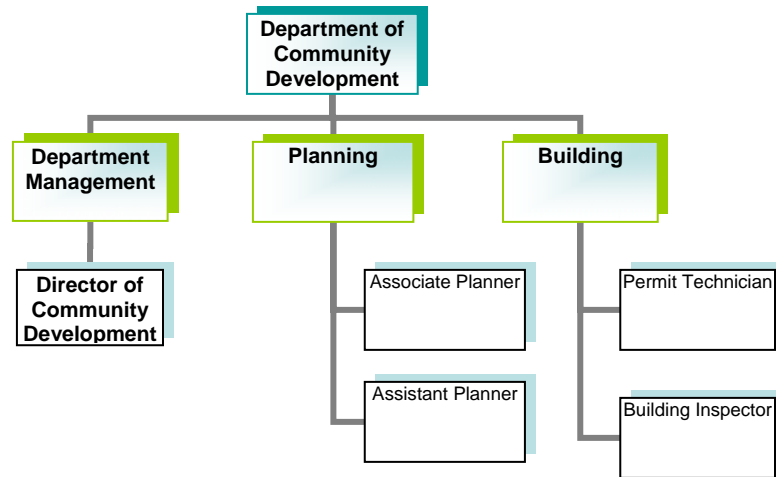 Department of
Community
Development
Department
Management
Planning
Building
Director of
Community
Development
Associate Planner
Permit Technician
Assistant Planner
Building Inspector